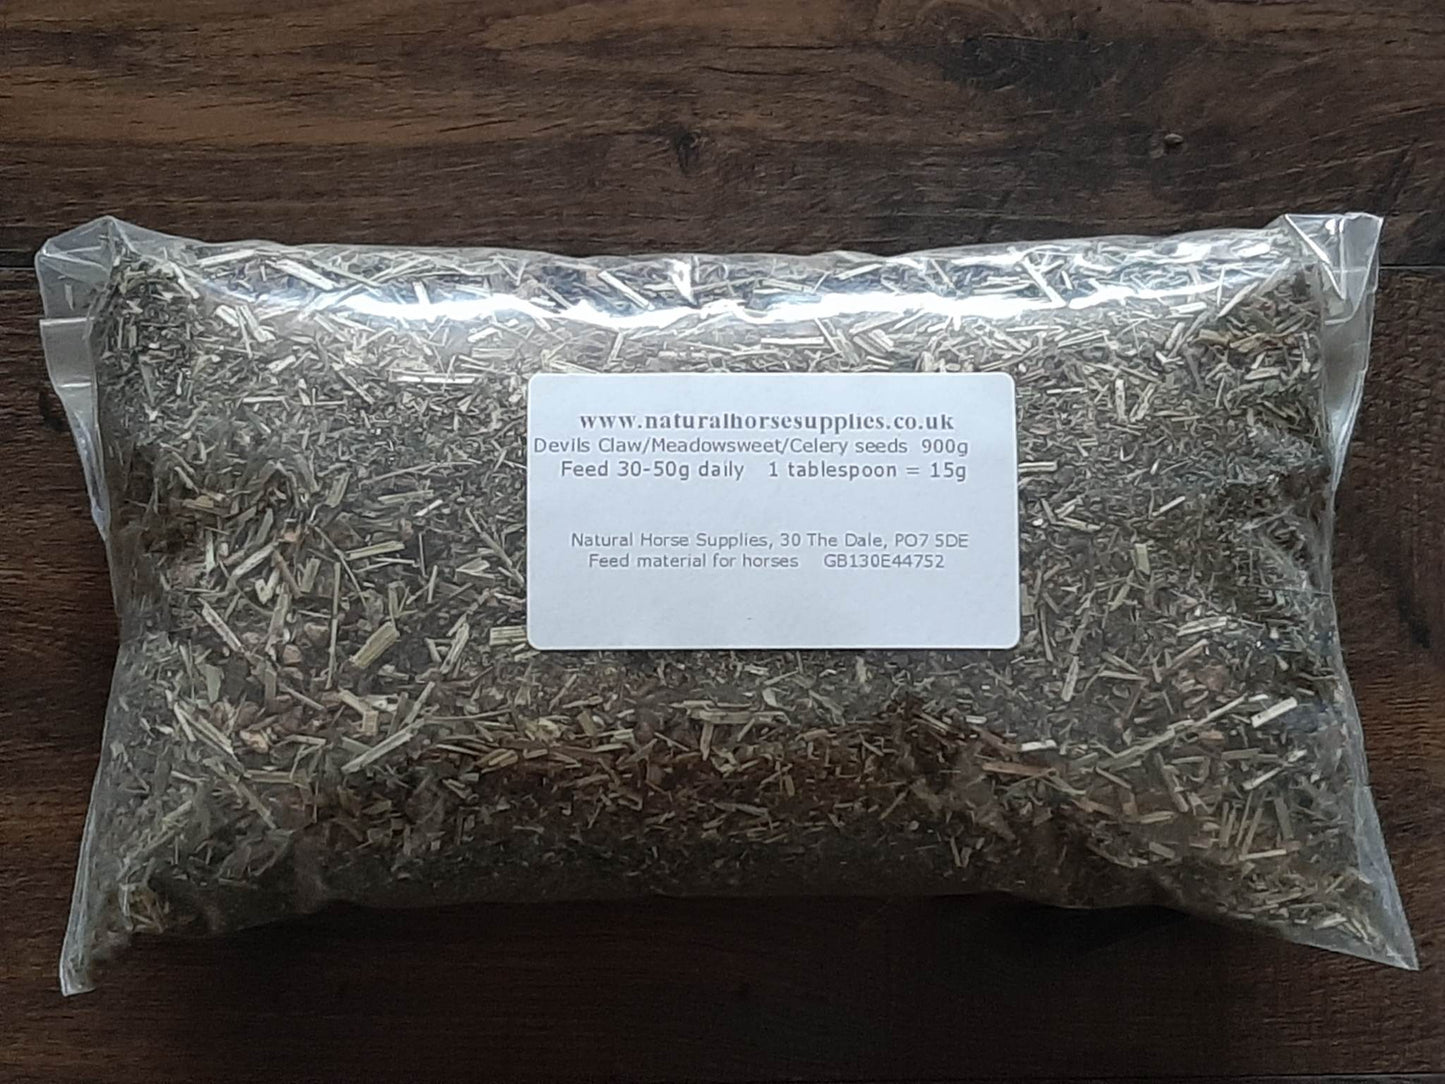 www.naturalhorsesupplies.co.uk
Devils Claw/Meadowsweet/Celery seeds 900g
Feed 30-50g daily 1 tablespoon = 15g
Natural Horse Supplies, 30 The Dale, PO7 5DE
Feed material for horses GB130E44752